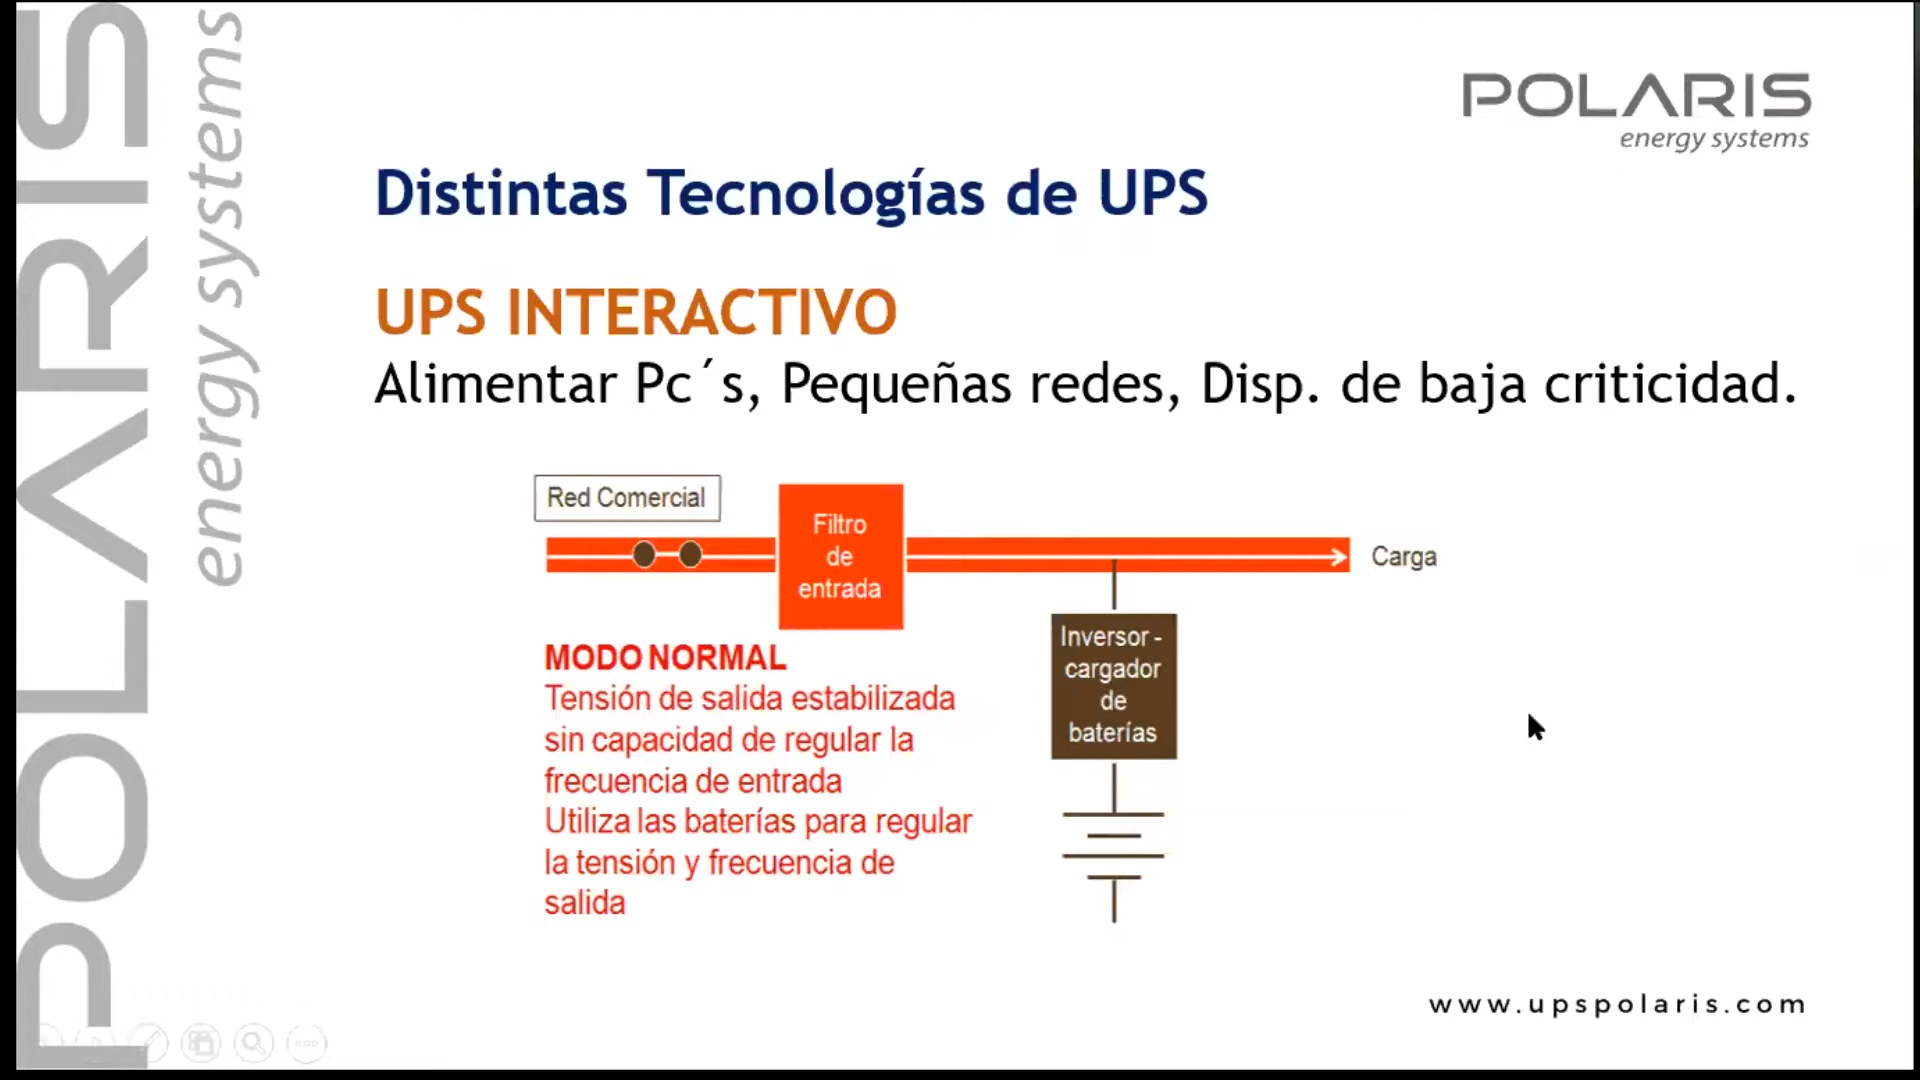 POLARIS
energy systems
POLARIS
energy systems
Distintas Tecnologías de UPS
UPS INTERACTIVO
Alimentar Pc´s, Pequeñas redes, Disp. de baja criticidad.
Red Comercial
Filtro
de
entrada
Carga
Inversor -
cargador
de
baterías
MODO NORMAL
Tensión de salida estabilizada
sin capacidad de regular la
frecuencia de entrada
Utiliza las baterías para regular
la tensión y frecuencia de
salida
www.upspolaris.com